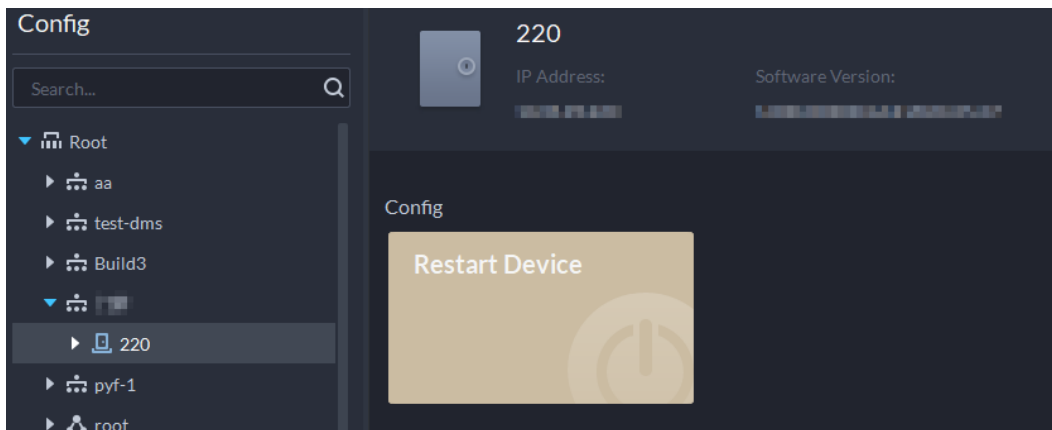 Config
Search...
Root
aa
test-dms
Build3
220
pyf-1
root
220
IP Address:
Software Version:
Config
Restart Device